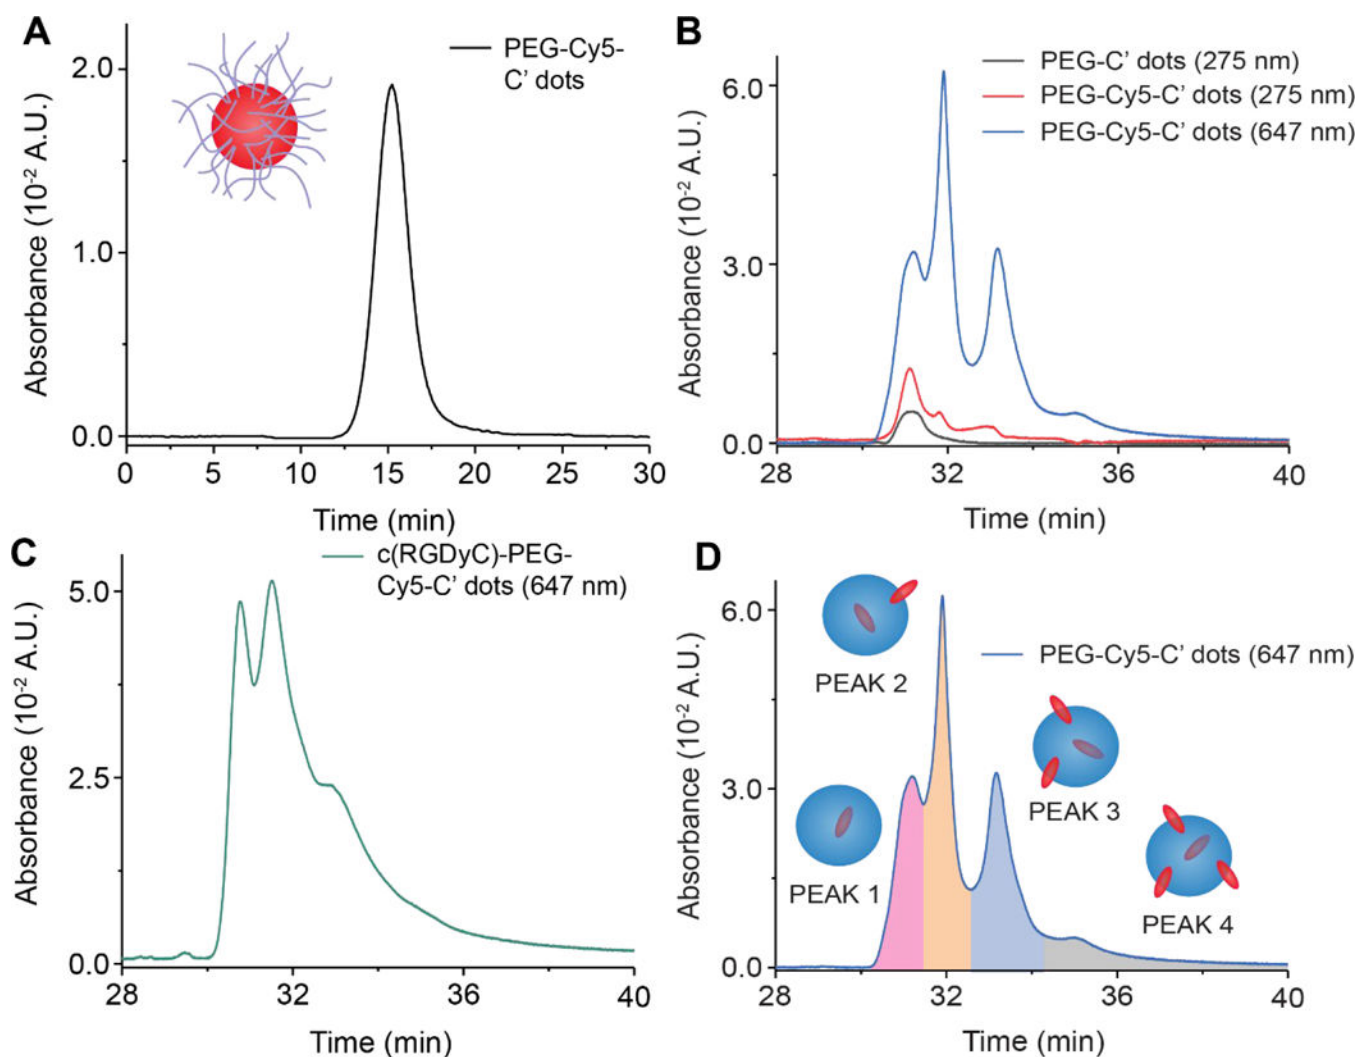 A
PEG-Cy5-
C' dots
2.0
1.0
0.0
0 5 10 15 20 25 30
Absorbance (10⁻² A.U.)
Time (min)
B
PEG-C' dots (275 nm)
PEG-Cy5-C' dots (275 nm)
PEG-Cy5-C' dots (647 nm)
6.0
3.0
0.0
28 32 36 40
Absorbance (10⁻² A.U.)
Time (min)
C
c(RGDyC)-PEG-
Cy5-C' dots (647 nm)
5.0
2.5
0.0
28 32 36 40
Absorbance (10⁻² A.U.)
Time (min)
D
PEG-Cy5-C' dots (647 nm)
PEAK 2
PEAK 3
PEAK 1
PEAK 4
6.0
3.0
0.0
28 32 36 40
Absorbance (10⁻² A.U.)
Time (min)